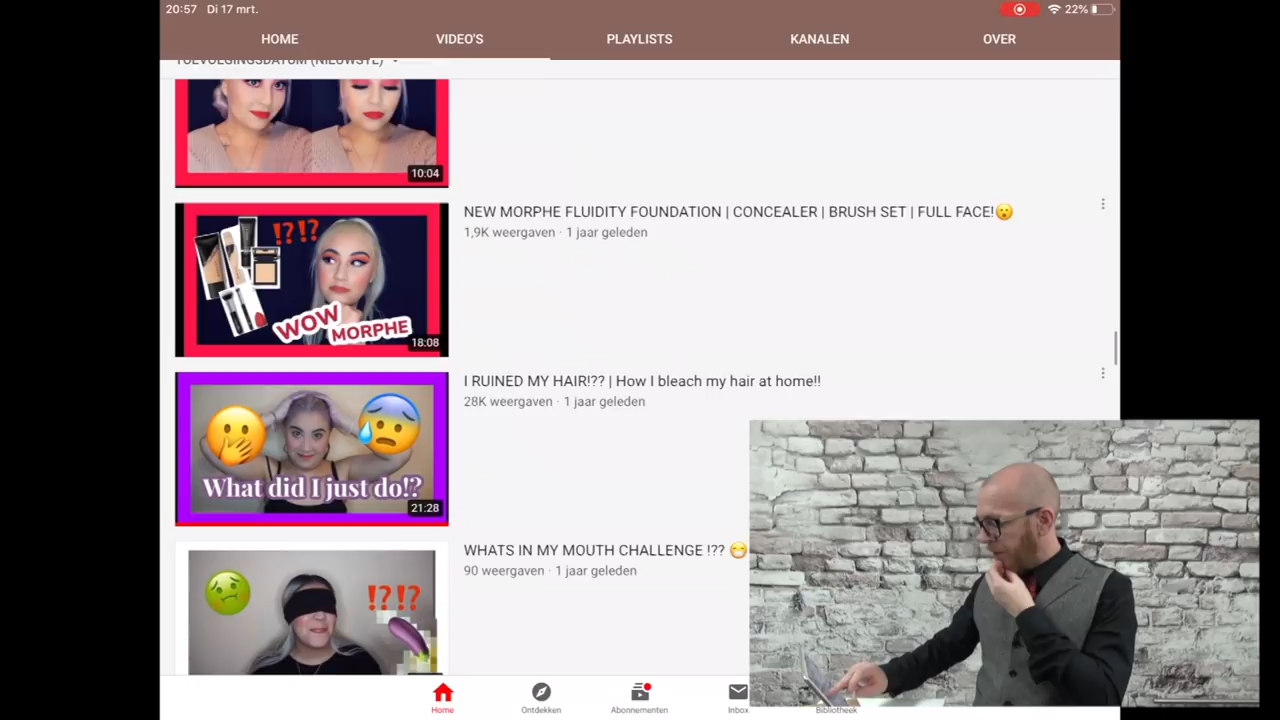 20:57 Di 17 mrt.
22%
HOME VIDEO'S PLAYLISTS KANALEN OVER
TOEVOEGINGSDATUM (NIEUWSTE)
10:04
NEW MORPHE FLUIDITY FOUNDATION | CONCEALER | BRUSH SET | FULL FACE!😮
1,9K weergaven · 1 jaar geleden
⁉️⁉️
WOW
MORPHE
18:08
I RUINED MY HAIR!?? | How I bleach my hair at home!!
28K weergaven · 1 jaar geleden
What did I just do!?
21:28
WHATS IN MY MOUTH CHALLENGE !?? 😷
90 weergaven · 1 jaar geleden
⁉️⁉️
Home Ontdekken Abonnementen Inbox Bibliotheek